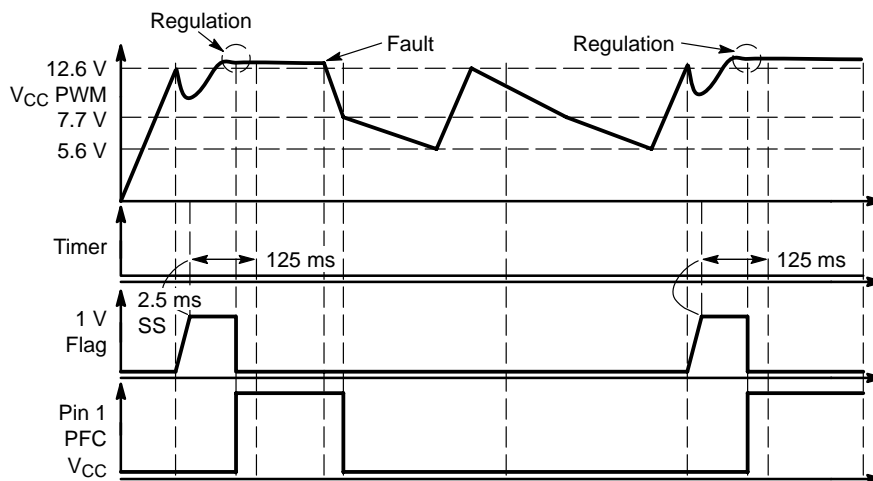 Regulation
Fault
Regulation
12.6 V
VCC PWM
7.7 V
5.6 V
Timer
125 ms
125 ms
2.5 ms
SS
1 V
Flag
Pin 1
PFC
VCC